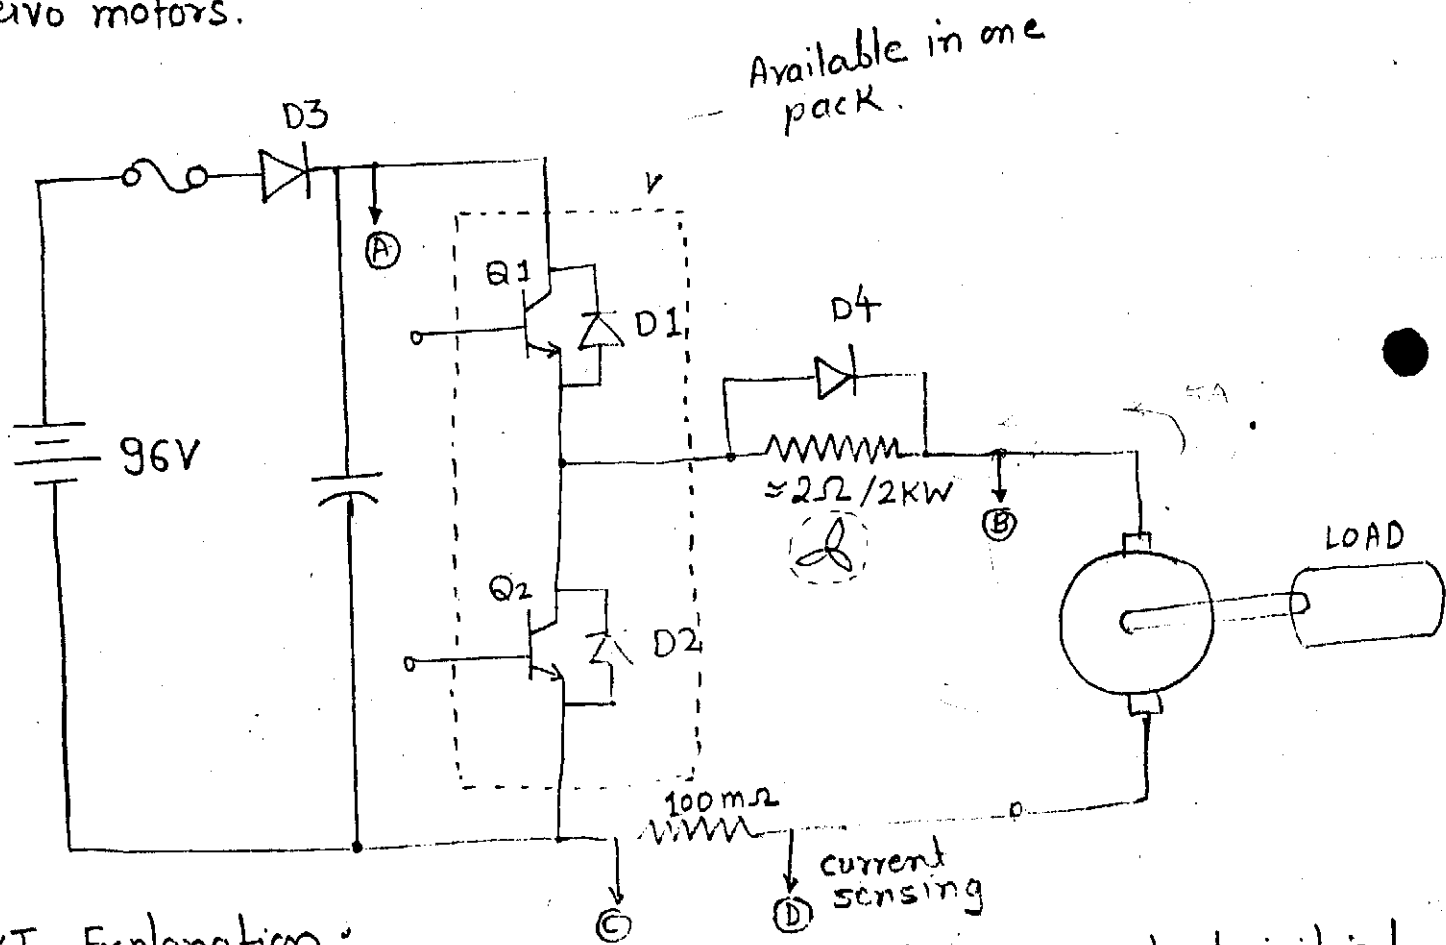 motors.
Available in one
pack.
D3
A
Q1
D1
D4
96V
≈2Ω/2KW
B
LOAD
Q2
D2
100mΩ
current
sensing
C
D
Explanation: